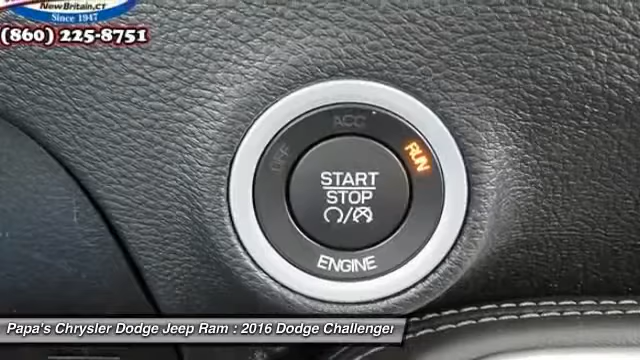 New Britain, CT
Since 1947
(860) 225-8751
ACC
OFF
RUN
START
STOP
ENGINE
Papa's Chrysler Dodge Jeep Ram : 2016 Dodge Challenger